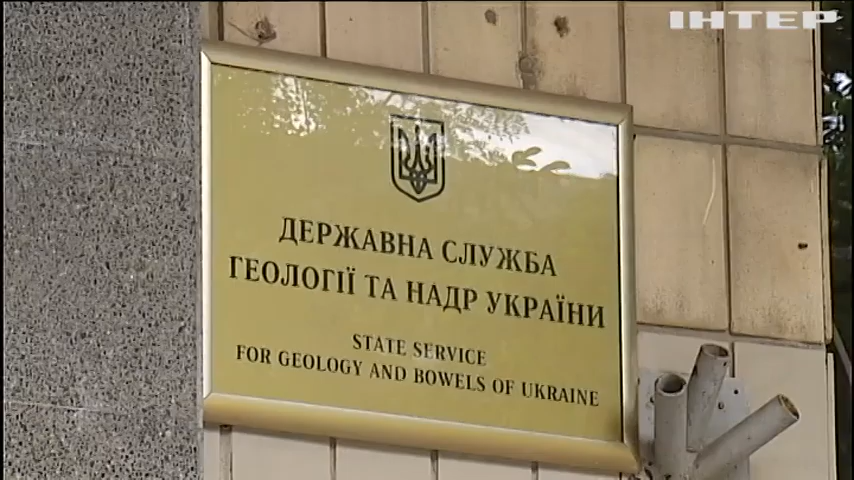 ІНТЕР
ДЕРЖАВНА СЛУЖБА
ГЕОЛОГІЇ ТА НАДР УКРАЇНИ
STATE SERVICE
FOR GEOLOGY AND BOWELS OF UKRAINE